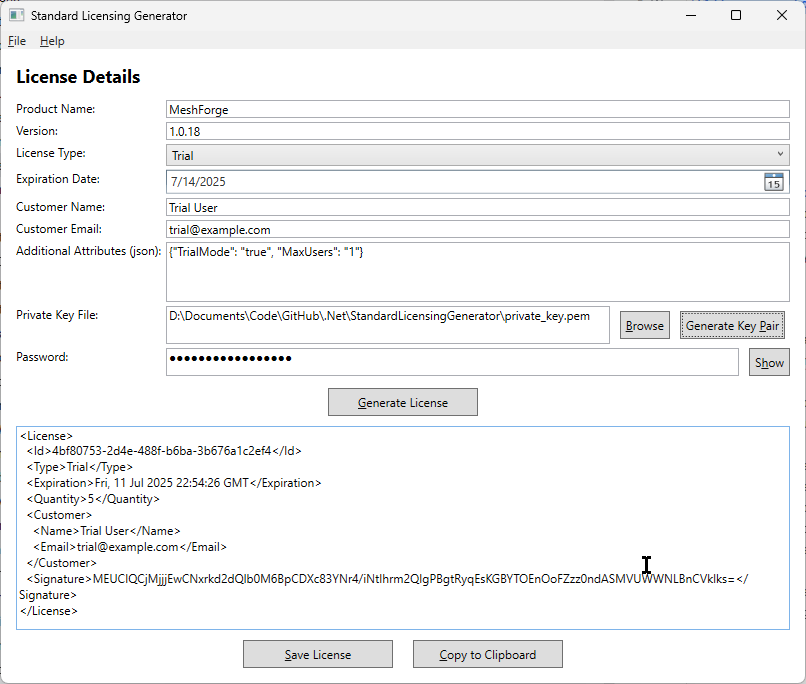 Standard Licensing Generator
File Help
License Details
Product Name: MeshForge
Version: 1.0.18
License Type: Trial
Expiration Date: 7/14/2025 15
Customer Name: Trial User
Customer Email: trial@example.com
Additional Attributes (json): {"TrialMode": "true", "MaxUsers": "1"}
Private Key File: D:\Documents\Code\GitHub\.Net\StandardLicensingGenerator\private_key.pem Browse Generate Key Pair
Password: ●●●●●●●●●●●●●●●●● Show
Generate License
<License>
<Id>4bf80753-2d4e-488f-b6ba-3b676a1c2ef4</Id>
<Type>Trial</Type>
<Expiration>Fri, 11 Jul 2025 22:54:26 GMT</Expiration>
<Quantity>5</Quantity>
<Customer>
<Name>Trial User</Name>
<Email>trial@example.com</Email>
</Customer>
<Signature>MEUCIQCjMjjjEwCNxrkd2dQIb0M6BpCDXc83YNr4/iNtIhrm2QIgPBgtRyqEsKGBYTOEnOoFZzz0ndASMVUWWNLBnCVkIks=</
Signature>
</License>
Save License Copy to Clipboard